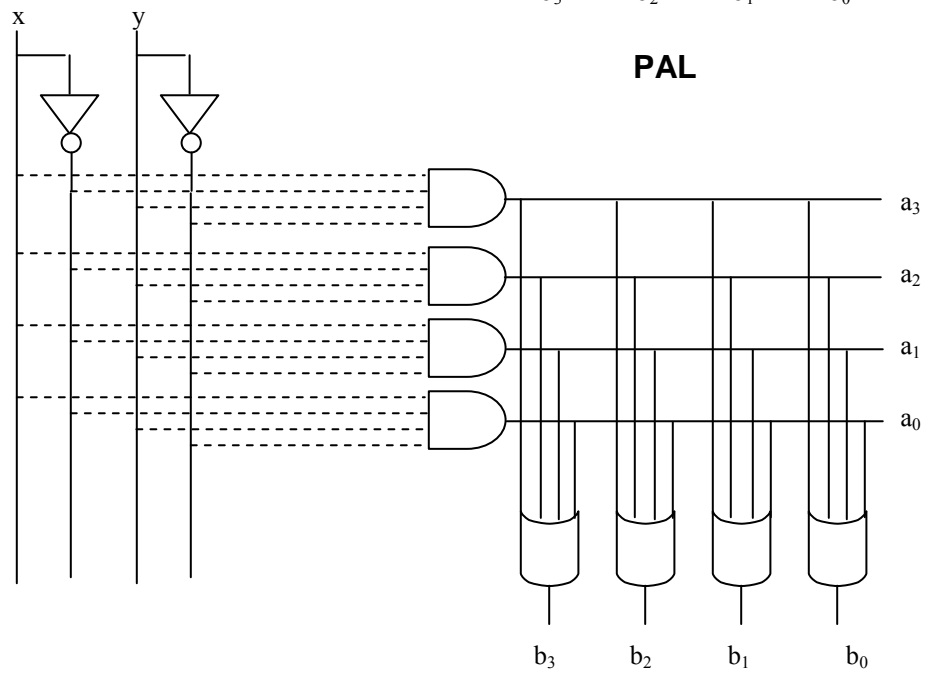 x y
PAL
a₃
a₂
a₁
a₀
b₃ b₂ b₁ b₀